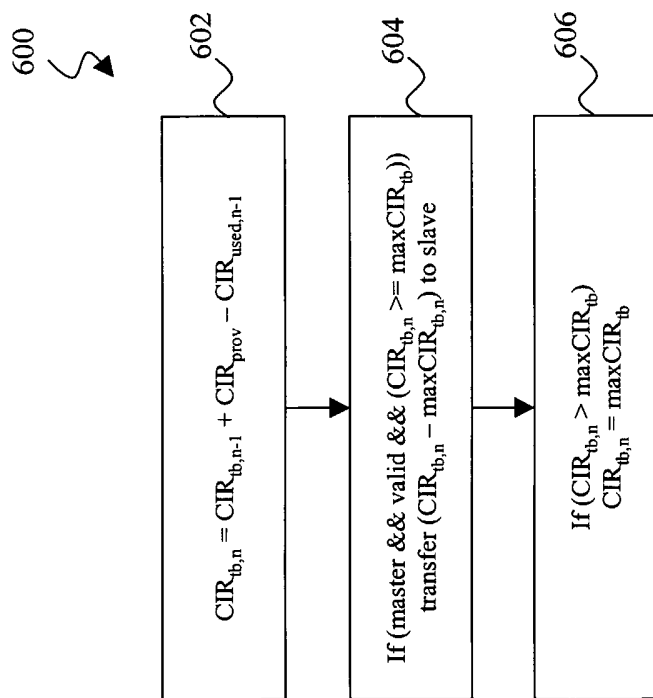 600
602
CIR_tb,n = CIR_tb,n-1 + CIR_prov − CIR_used,n-1
604
If (master && valid && (CIR_tb,n >= maxCIR_tb))
transfer (CIR_tb,n − maxCIR_tb,n) to slave
606
If (CIR_tb,n > maxCIR_tb)
CIR_tb,n = maxCIR_tb